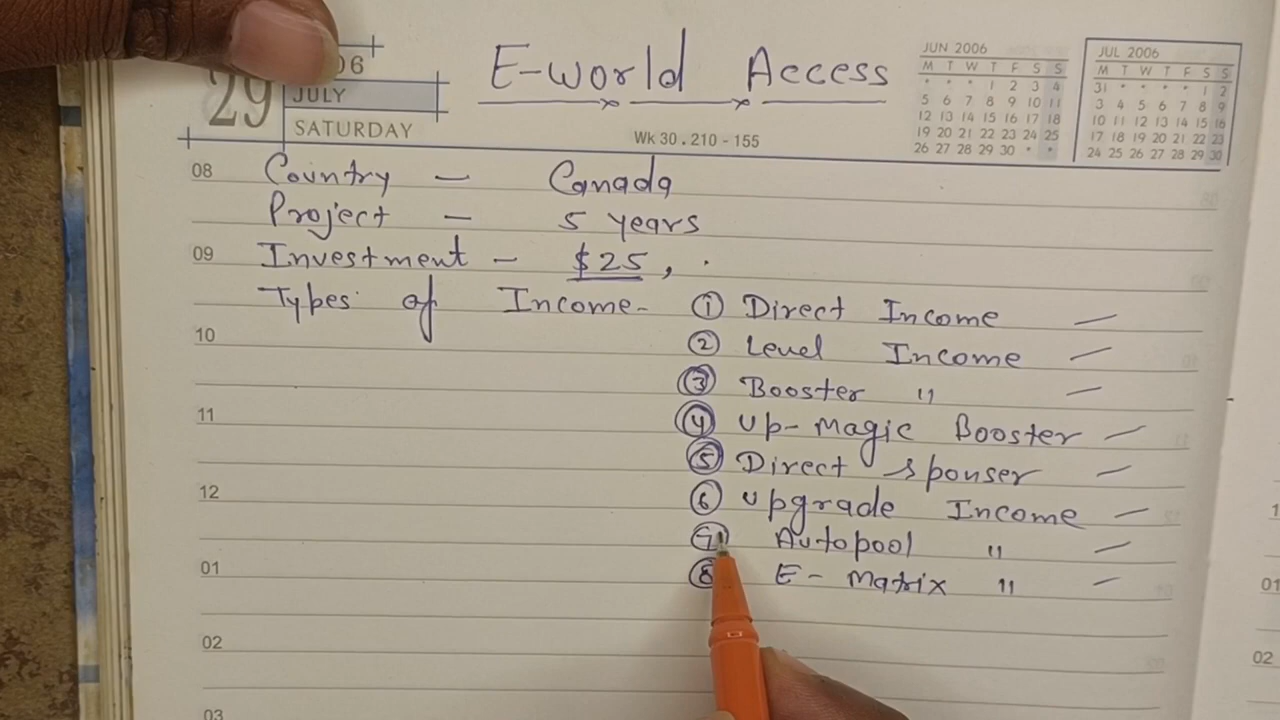 E-world Access
06
29
JULY
SATURDAY
Wk 30 . 210 - 155
JUN 2006
M T W T F S S
* * * 1 2 3 4
5 6 7 8 9 10 11
12 13 14 15 16 17 18
19 20 21 22 23 24 25
26 27 28 29 30 * *
JUL 2006
M T W T F S S
31 * * * * 1 2
3 4 5 6 7 8 9
10 11 12 13 14 15 16
17 18 19 20 21 22 23
24 25 26 27 28 29 30
08 Country - Canada
Project - 5 years
09 Investment - $25, .
Types of Income - ① Direct Income -
10 ② Level Income -
③ Booster " -
11 ④ Up-Magic Booster -
⑤ Direct Sponser -
12 ⑥ Upgrade Income -
⑦ Autopool " -
01 ⑧ E-Matrix " -
02
03
01
02